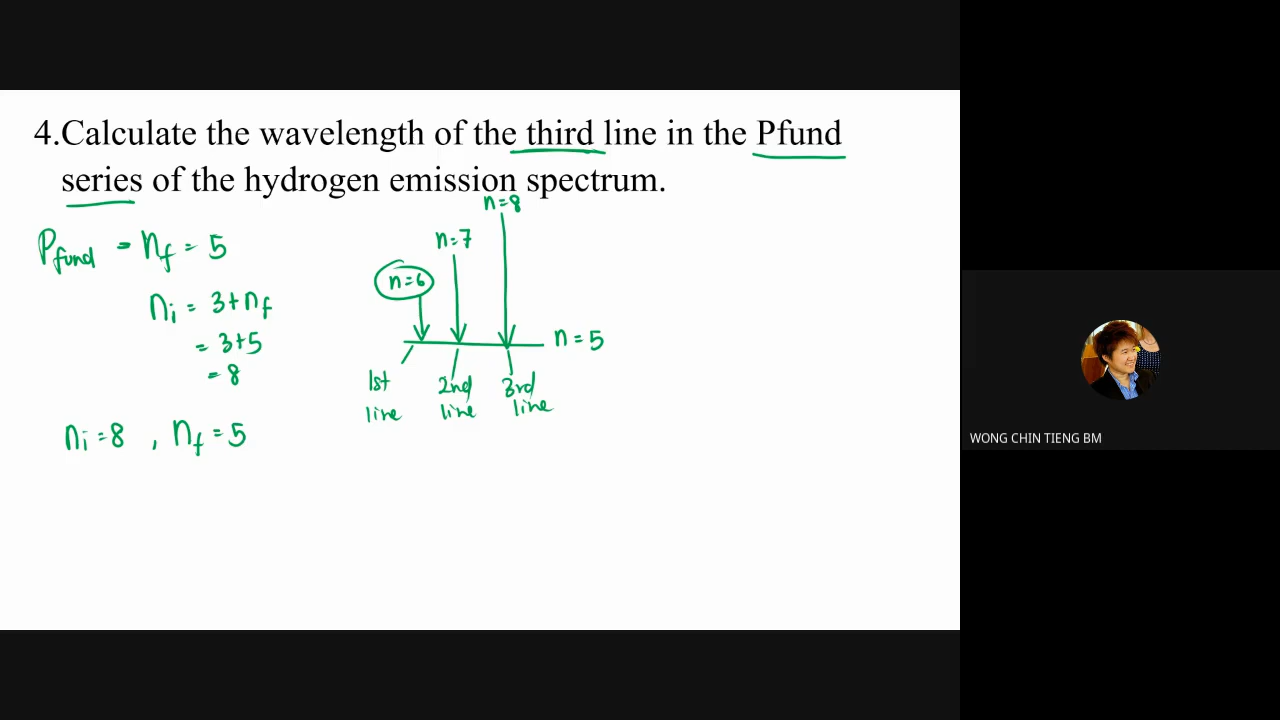 4.Calculate the wavelength of the third line in the Pfund
series of the hydrogen emission spectrum.
Pfund = nf = 5
ni = 3+nf
= 3+5
= 8
ni = 8 , nf = 5
n=8
n=7
n=6
n = 5
1st line
2nd line
3rd line
WONG CHIN TIENG BM